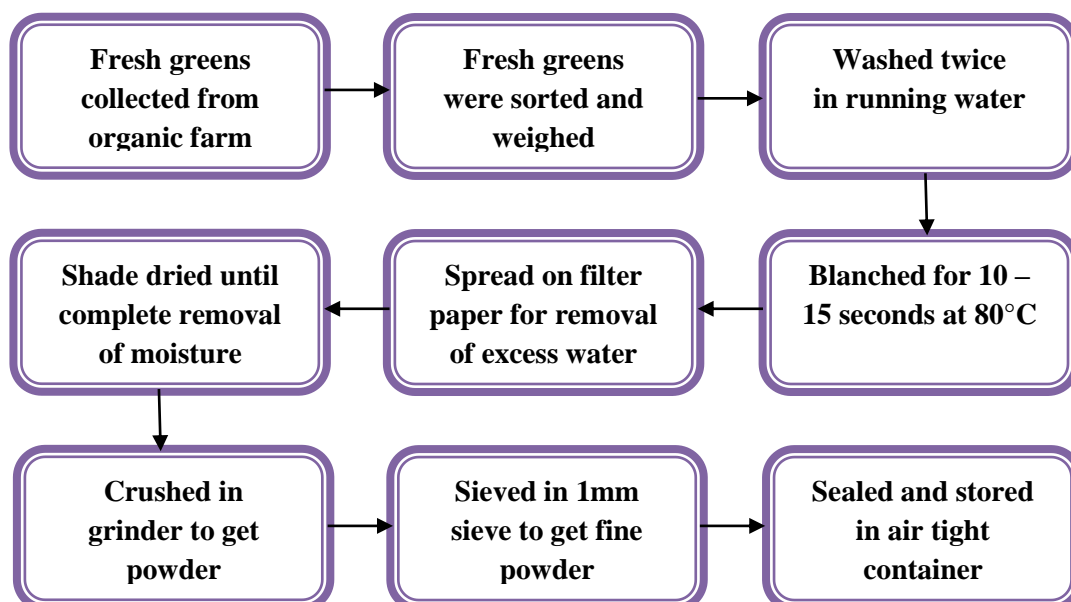 Fresh greens
collected from
organic farm
Fresh greens
were sorted and
weighed
Washed twice
in running water
Blanched for 10 –
15 seconds at 80°C
Spread on filter
paper for removal
of excess water
Shade dried until
complete removal
of moisture
Crushed in
grinder to get
powder
Sieved in 1mm
sieve to get fine
powder
Sealed and stored
in air tight
container